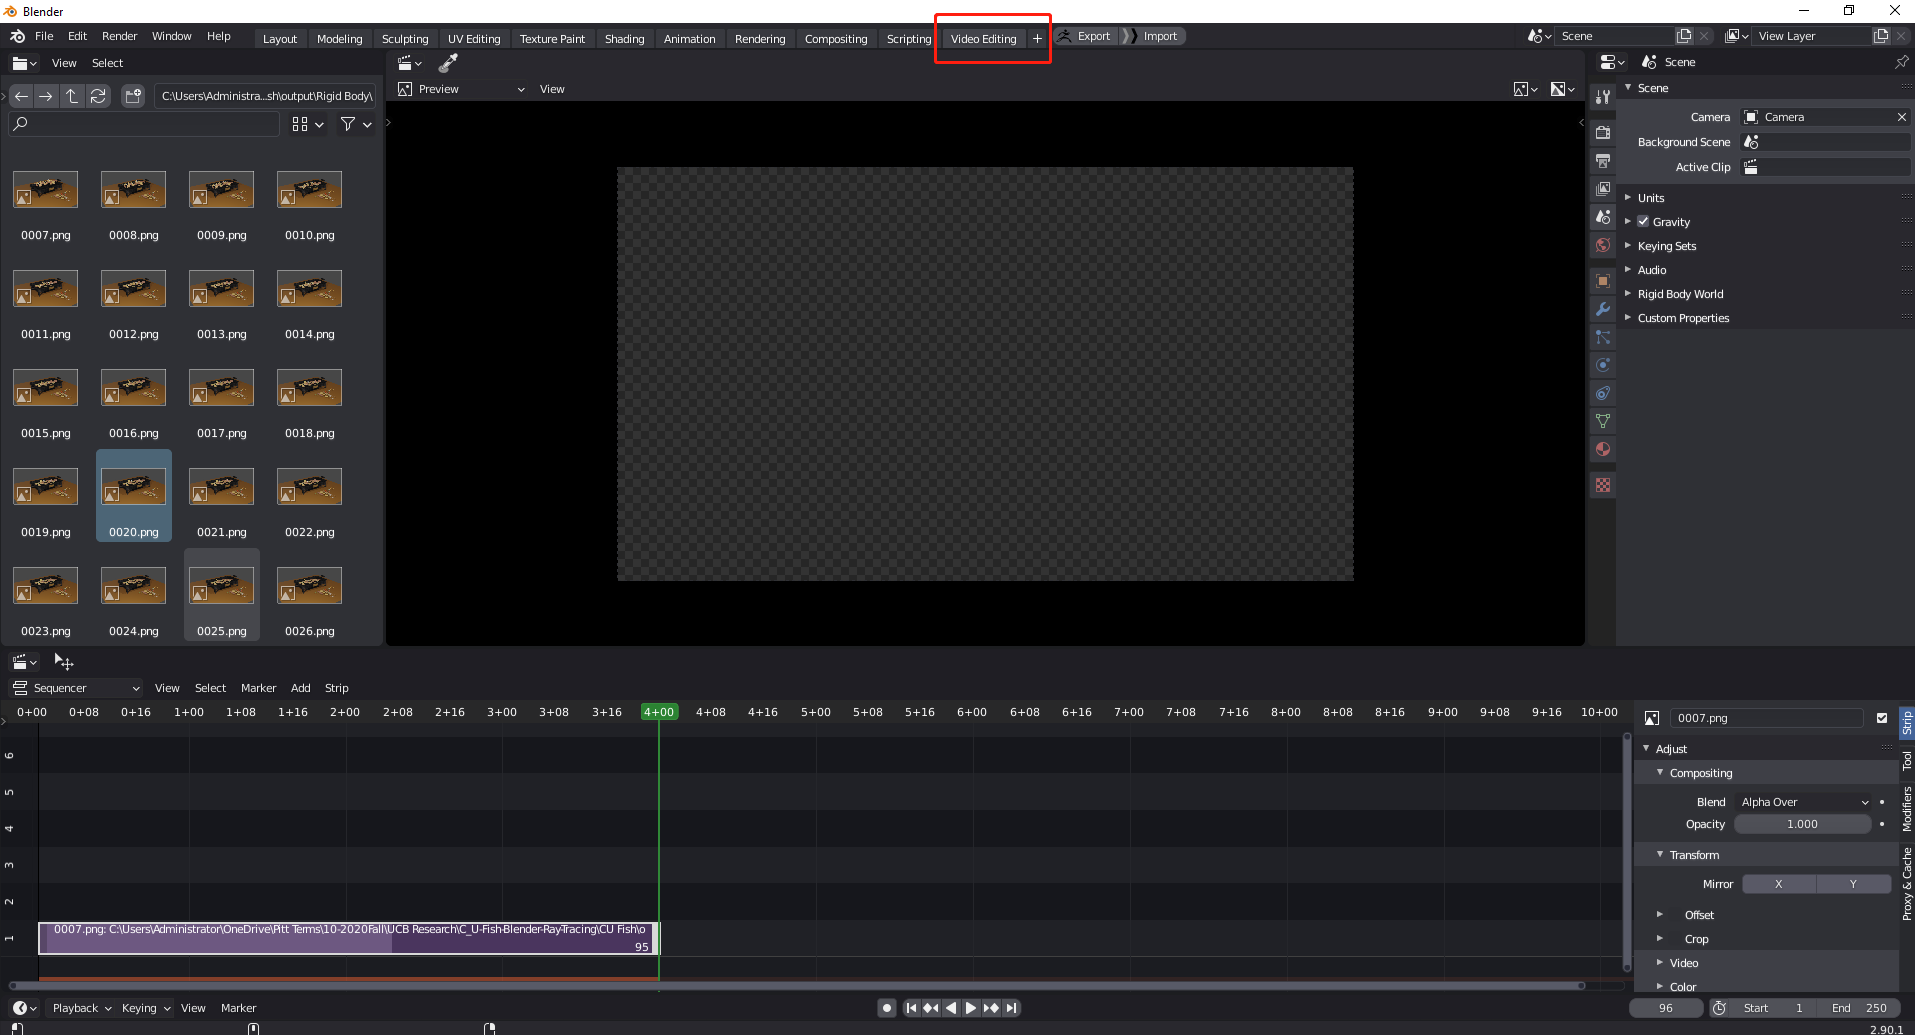 Blender
File Edit Render Window Help Layout Modeling Sculpting UV Editing Texture Paint Shading Animation Rendering Compositing Scripting Video Editing + Export Import Scene View Layer
View Select
Scene
C:\Users\Administra...sh\output\Rigid Body\
Preview View
Scene
Camera Camera
Background Scene
Active Clip
Units
Gravity
Keying Sets
Audio
Rigid Body World
Custom Properties
0007.png 0008.png 0009.png 0010.png
0011.png 0012.png 0013.png 0014.png
0015.png 0016.png 0017.png 0018.png
0019.png 0020.png 0021.png 0022.png
0023.png 0024.png 0025.png 0026.png
Sequencer View Select Marker Add Strip
0+00 0+08 0+16 1+00 1+08 1+16 2+00 2+08 2+16 3+00 3+08 3+16 4+00 4+08 4+16 5+00 5+08 5+16 6+00 6+08 6+16 7+00 7+08 7+16 8+00 8+08 8+16 9+00 9+08 9+16 10+00
6
5
4
3
2
1
0007.png: C:\Users\Administrator\OneDrive\Pitt Terms\10-2020Fall\UCB Research\C_U-Fish-Blender-Ray-Tracing\CU Fish\o
95
0007.png
Adjust
Compositing
Blend Alpha Over
Opacity 1.000
Transform
Mirror X Y
Offset
Crop
Video
Color
Strip
Tool
Modifiers
Proxy & Cache
Playback Keying View Marker 96 Start 1 End 250
2.90.1